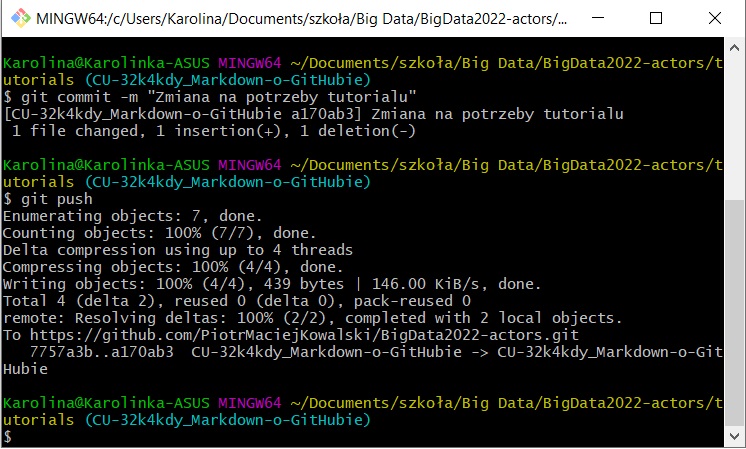 MINGW64:/c/Users/Karolina/Documents/szkoła/Big Data/BigData2022-actors/...
Karolina@Karolinka-ASUS MINGW64 ~/Documents/szkoła/Big Data/BigData2022-actors/t
utorials (CU-32k4kdy_Markdown-o-GitHubie)
$ git commit -m "Zmiana na potrzeby tutorialu"
[CU-32k4kdy_Markdown-o-GitHubie a170ab3] Zmiana na potrzeby tutorialu
 1 file changed, 1 insertion(+), 1 deletion(-)
Karolina@Karolinka-ASUS MINGW64 ~/Documents/szkoła/Big Data/BigData2022-actors/t
utorials (CU-32k4kdy_Markdown-o-GitHubie)
$ git push
Enumerating objects: 7, done.
Counting objects: 100% (7/7), done.
Delta compression using up to 4 threads
Compressing objects: 100% (4/4), done.
Writing objects: 100% (4/4), 439 bytes | 146.00 KiB/s, done.
Total 4 (delta 2), reused 0 (delta 0), pack-reused 0
remote: Resolving deltas: 100% (2/2), completed with 2 local objects.
To https://github.com/PiotrMaciejKowalski/BigData2022-actors.git
   7757a3b..a170ab3  CU-32k4kdy_Markdown-o-GitHubie -> CU-32k4kdy_Markdown-o-Git
Hubie
Karolina@Karolinka-ASUS MINGW64 ~/Documents/szkoła/Big Data/BigData2022-actors/t
utorials (CU-32k4kdy_Markdown-o-GitHubie)
$